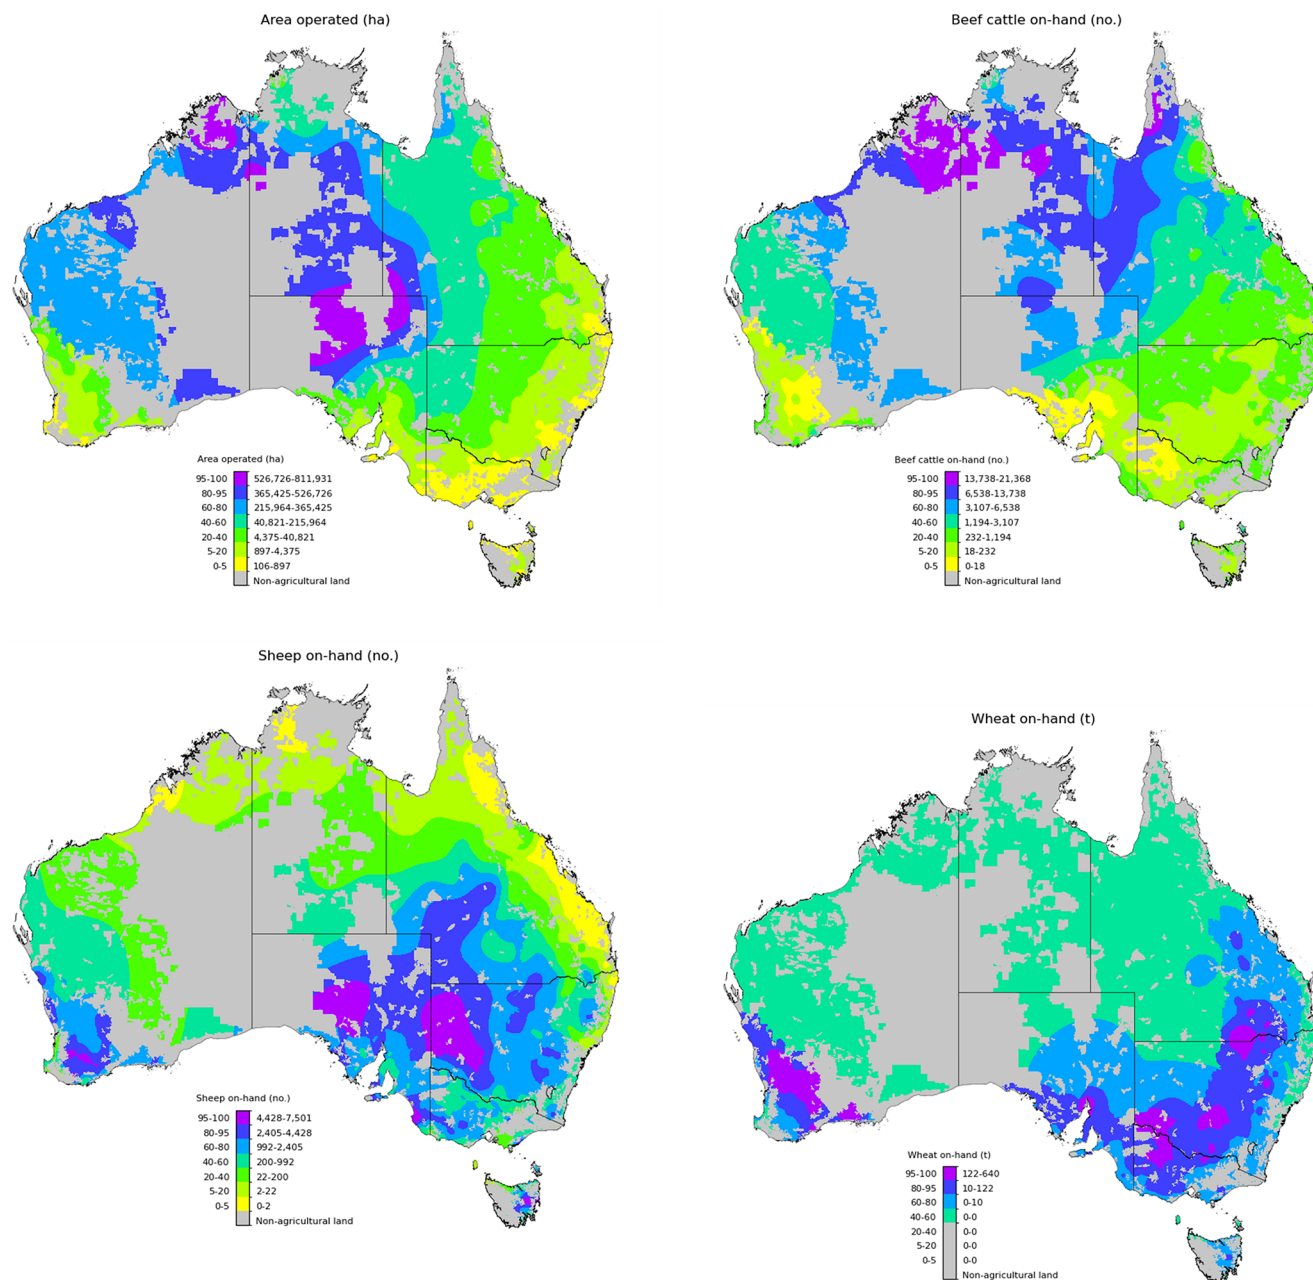 Area operated (ha)
Beef cattle on-hand (no.)
Area operated (ha)
95-100 526,726-811,931
80-95 365,425-526,726
60-80 215,964-365,425
40-60 40,821-215,964
20-40 4,375-40,821
5-20 897-4,375
0-5 106-897
Non-agricultural land
Beef cattle on-hand (no.)
95-100 13,738-21,368
80-95 6,538-13,738
60-80 3,107-6,538
40-60 1,194-3,107
20-40 232-1,194
5-20 18-232
0-5 0-18
Non-agricultural land
Sheep on-hand (no.)
Wheat on-hand (t)
Sheep on-hand (no.)
95-100 4,428-7,501
80-95 2,405-4,428
60-80 992-2,405
40-60 200-992
20-40 22-200
5-20 2-22
0-5 0-2
Non-agricultural land
Wheat on-hand (t)
95-100 122-640
80-95 10-122
60-80 0-10
40-60 0-0
20-40 0-0
5-20 0-0
0-5 0-0
Non-agricultural land